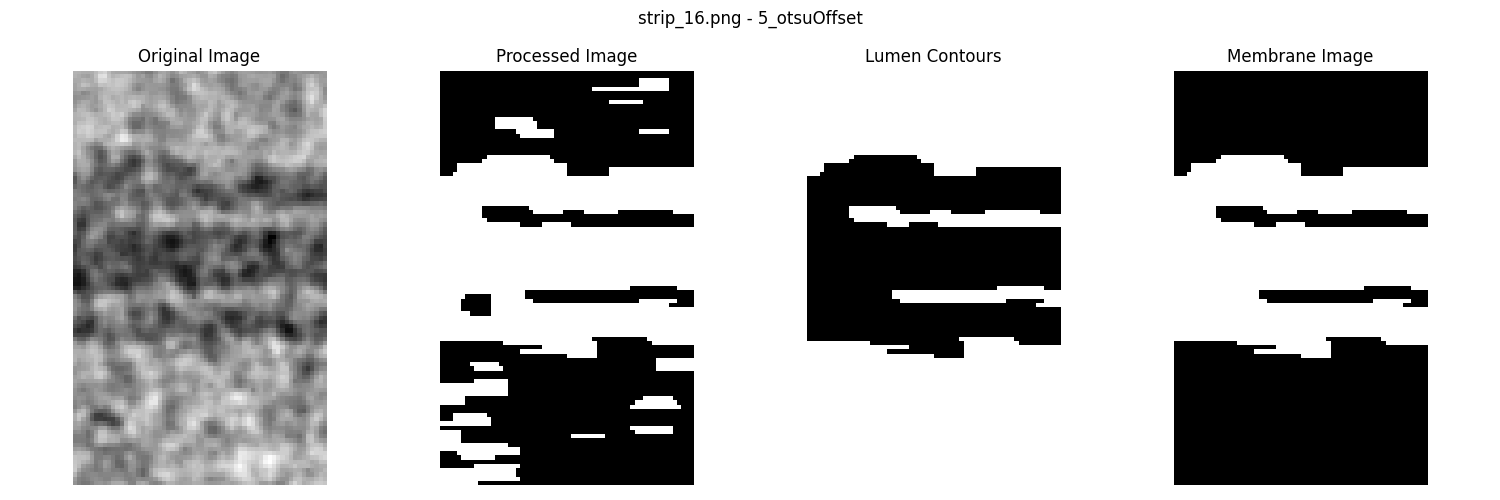 strip_16.png - 5_otsuOffset
Original Image
Processed Image
Lumen Contours
Membrane Image